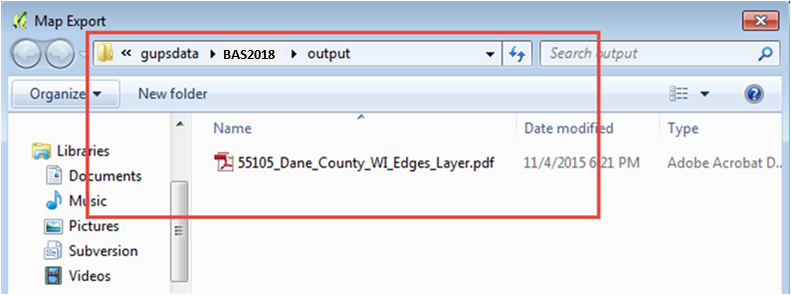 Map Export
« gupsdata BAS2018 output
Search output
Organize New folder
Name Date modified Type
55105_Dane_County_WI_Edges_Layer.pdf 11/4/2015 6:21 PM Adobe Acrobat D...
Libraries
Documents
Music
Pictures
Subversion
Videos